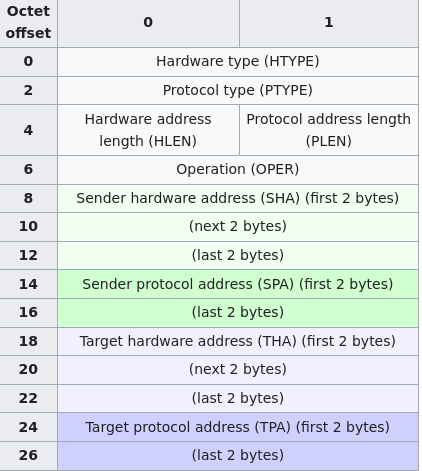 Octet
offset
0 1
0 Hardware type (HTYPE)
2 Protocol type (PTYPE)
4 Hardware address
length (HLEN) Protocol address length
(PLEN)
6 Operation (OPER)
8 Sender hardware address (SHA) (first 2 bytes)
10 (next 2 bytes)
12 (last 2 bytes)
14 Sender protocol address (SPA) (first 2 bytes)
16 (last 2 bytes)
18 Target hardware address (THA) (first 2 bytes)
20 (next 2 bytes)
22 (last 2 bytes)
24 Target protocol address (TPA) (first 2 bytes)
26 (last 2 bytes)